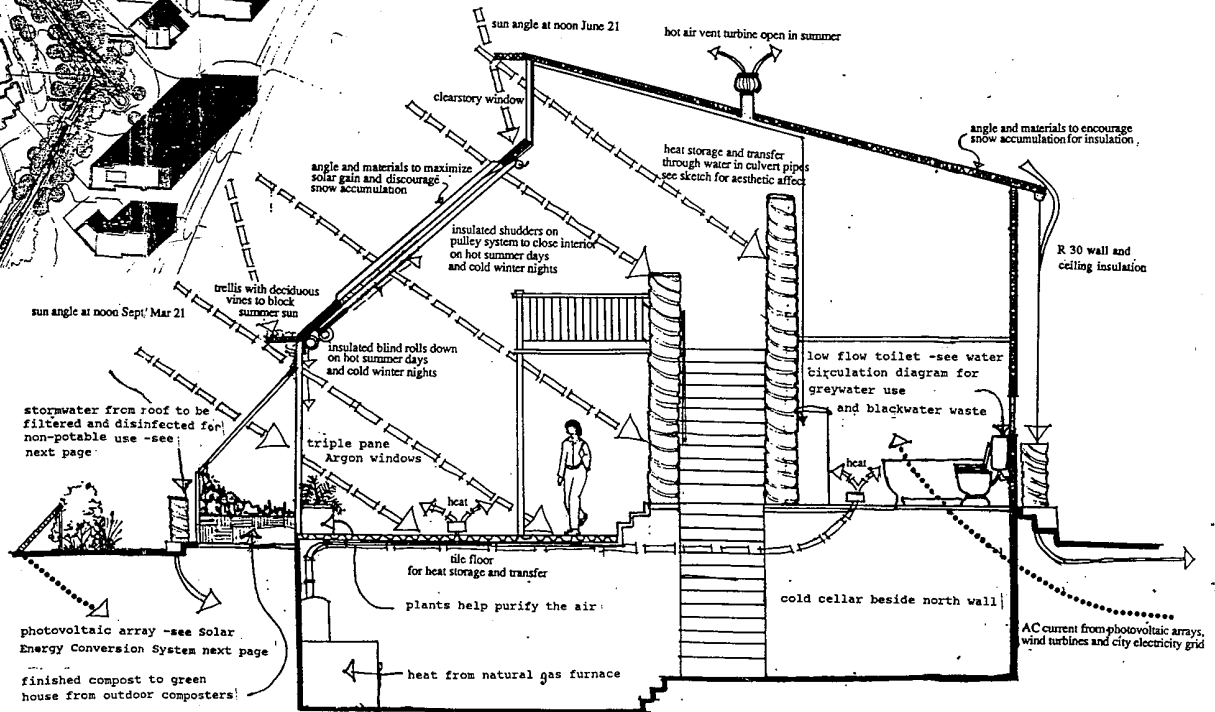 sun angle at noon June 21
hot air vent turbine open in summer
clearstory window
angle and materials to encourage
snow accumulation for insulation
angle and materials to maximize
solar gain and discourage
snow accumulation
heat storage and transfer
through water in culvert pipes
see sketch for aesthetic affect
insulated shudders on
pulley system to close interior
on hot summer days
and cold winter nights
R 30 wall and
ceiling insulation
trellis with deciduous
vines to block
summer sun
sun angle at noon Sept/ Mar 21
insulated blind rolls down
on hot summer days
and cold winter nights
low flow toilet -see water
circulation diagram for
greywater use
and blackwater waste
stormwater from roof to be
filtered and disinfected for
non-potable use -see
next page
triple pane
Argon windows
heat
heat
tile floor
for heat storage and transfer
plants help purify the air
cold cellar beside north wall
photovoltaic array -see Solar
Energy Conversion System next page
AC current from photovoltaic arrays,
wind turbines and city electricity grid
finished compost to green
house from outdoor composters
heat from natural gas furnace